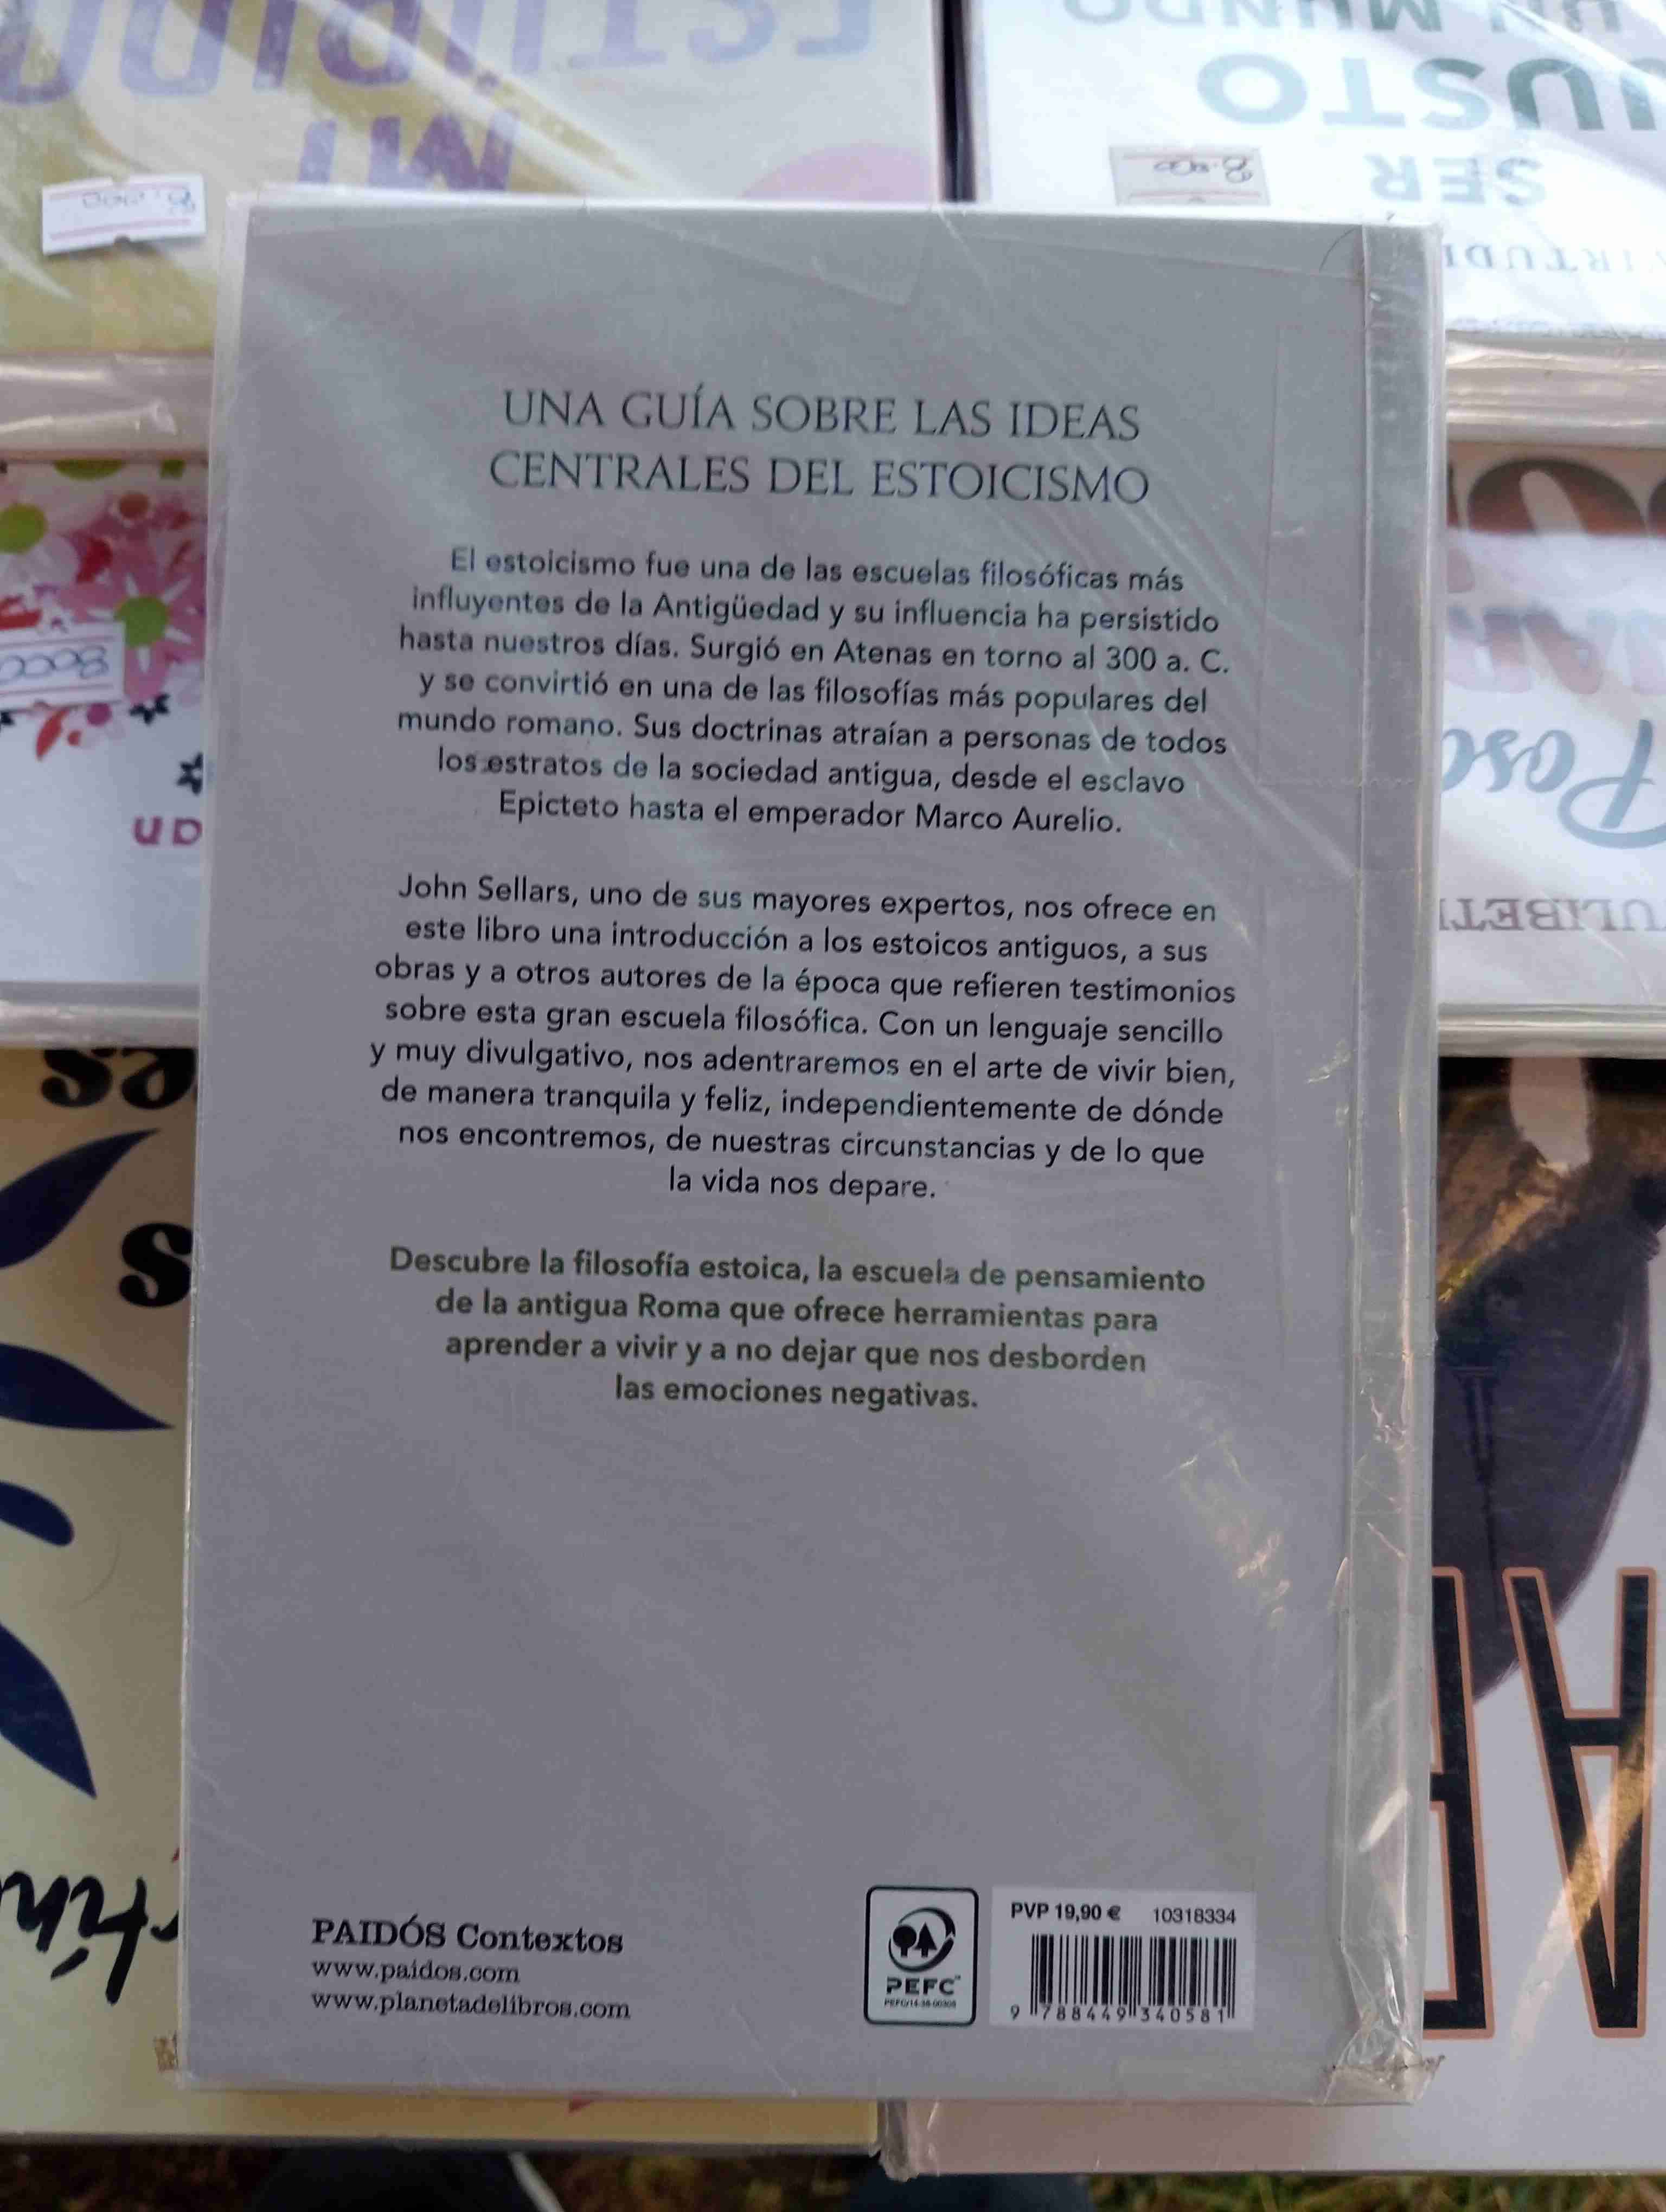 MI
UN MUNDO
JUSTO
SER
8.000
8000
UNA GUÍA SOBRE LAS IDEAS
CENTRALES DEL ESTOICISMO
El estoicismo fue una de las escuelas filosóficas más
influyentes de la Antigüedad y su influencia ha persistido
hasta nuestros días. Surgió en Atenas en torno al 300 a. C.
y se convirtió en una de las filosofías más populares del
mundo romano. Sus doctrinas atraían a personas de todos
los estratos de la sociedad antigua, desde el esclavo
Epicteto hasta el emperador Marco Aurelio.
John Sellars, uno de sus mayores expertos, nos ofrece en
este libro una introducción a los estoicos antiguos, a sus
obras y a otros autores de la época que refieren testimonios
sobre esta gran escuela filosófica. Con un lenguaje sencillo
y muy divulgativo, nos adentraremos en el arte de vivir bien,
de manera tranquila y feliz, independientemente de dónde
nos encontremos, de nuestras circunstancias y de lo que
la vida nos depare.
Descubre la filosofía estoica, la escuela de pensamiento
de la antigua Roma que ofrece herramientas para
aprender a vivir y a no dejar que nos desborden
las emociones negativas.
PAIDÓS Contextos
www.paidos.com
www.planetadelibros.com
PEFC
PVP 19,90 € 10318334
9 788449 340581